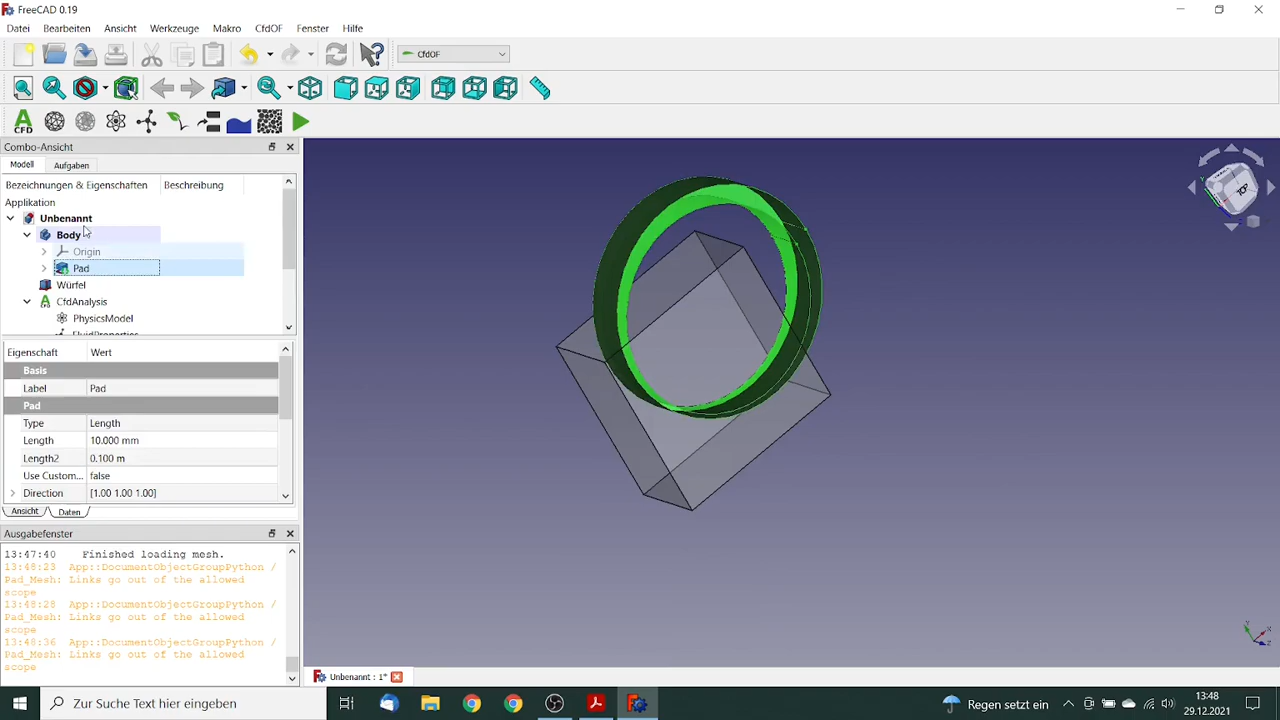 FreeCAD 0.19
Datei Bearbeiten Ansicht Werkzeuge Makro CfdOF Fenster Hilfe
CfdOF
A
CFD
Combo-Ansicht
Modell Aufgaben
Bezeichnungen & Eigenschaften Beschreibung
Applikation
Unbenannt
Body
Origin
Pad
Würfel
A CfdAnalysis
PhysicsModel
FluidProperties
TOP
Eigenschaft Wert
Basis
Label Pad
Pad
Type Length
Length 10.000 mm
Length2 0.100 m
Use Custom... false
Direction [1.00 1.00 1.00]
Ansicht Daten
Ausgabefenster
13:47:40 Finished loading mesh.
13:48:23 App::DocumentObjectGroupPython /
Pad_Mesh: Links go out of the allowed
scope
13:48:28 App::DocumentObjectGroupPython /
Pad_Mesh: Links go out of the allowed
scope
13:48:36 App::DocumentObjectGroupPython /
Pad_Mesh: Links go out of the allowed
scope
Y X Z
Unbenannt : 1*
Zur Suche Text hier eingeben
Regen setzt ein
13:48
29.12.2021